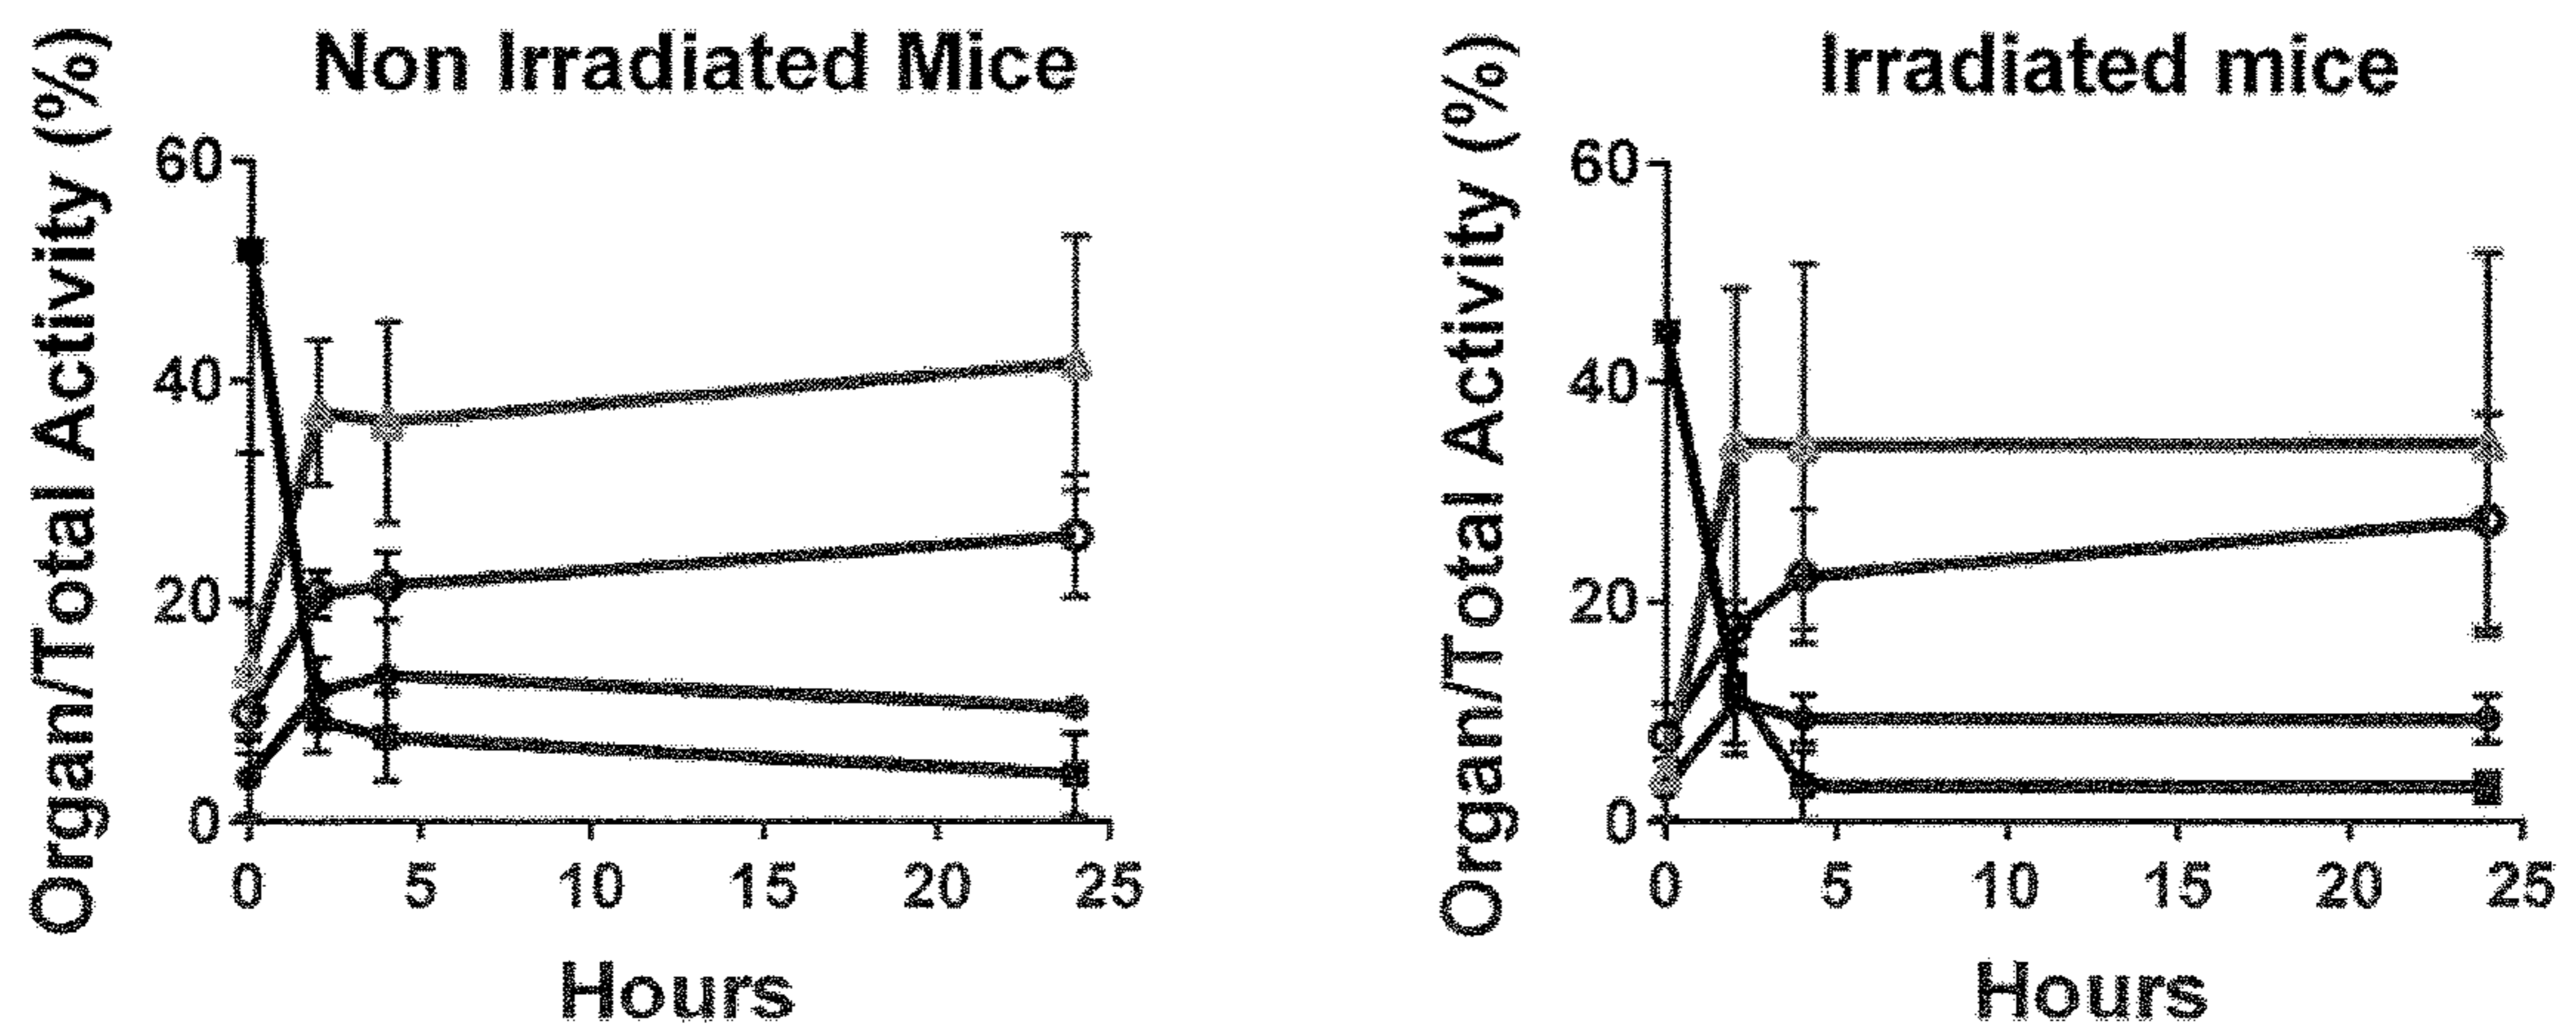 Non Irradiated Mice
Organ/Total Activity (%)
60
40
20
0
0 5 10 15 20 25
Hours
Irradiated mice
Organ/Total Activity (%)
60
40
20
0
0 5 10 15 20 25
Hours